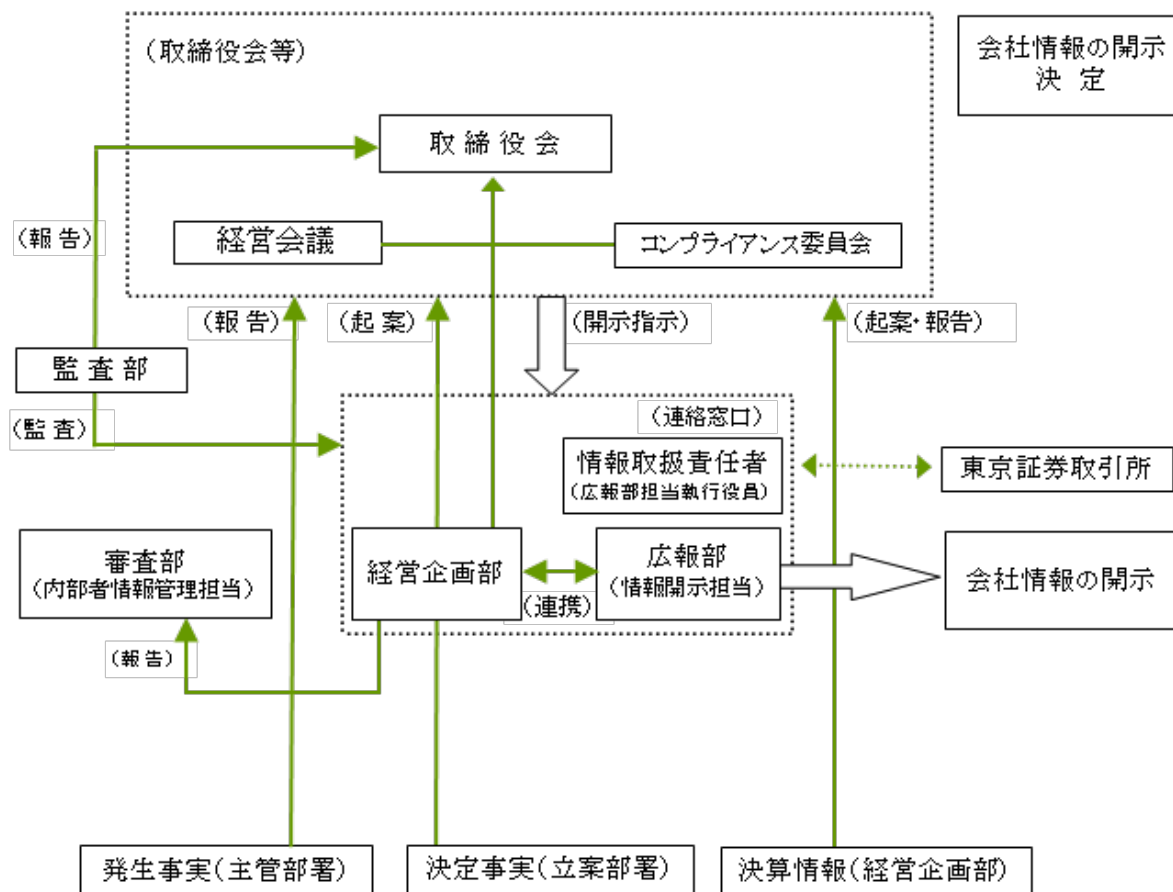 (取締役会等)
会社情報の開示
決 定
取 締 役 会
(報 告)
経営会議
コンプライアンス委員会
(報 告)
(起 案)
(開示指示)
(起案・報告)
監 査 部
(監 査)
(連絡窓口)
情報取扱責任者
(広報部担当執行役員)
東京証券取引所
審査部
(内部者情報管理担当)
経営企画部
広報部
(情報開示担当)
会社情報の開示
(連携)
(報 告)
発生事実(主管部署)
決定事実(立案部署)
決算情報(経営企画部)